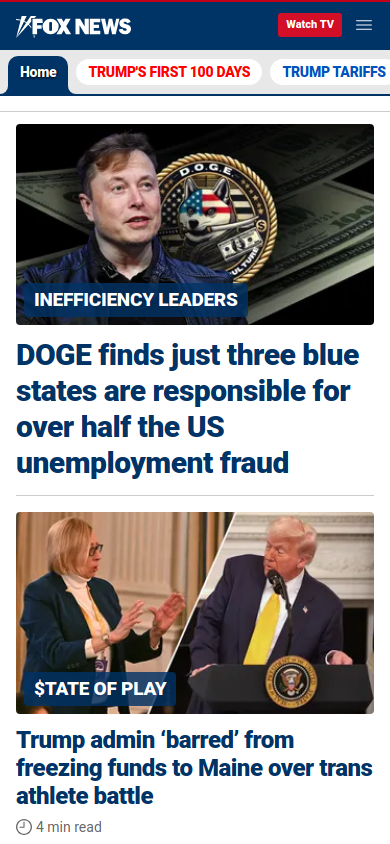 FOX NEWS
Watch TV
Home
TRUMP'S FIRST 100 DAYS
TRUMP TARIFFS
D.O.G.E.
INEFFICIENCY LEADERS
DOGE finds just three blue
states are responsible for
over half the US
unemployment fraud
$TATE OF PLAY
Trump admin ‘barred’ from
freezing funds to Maine over trans
athlete battle
4 min read